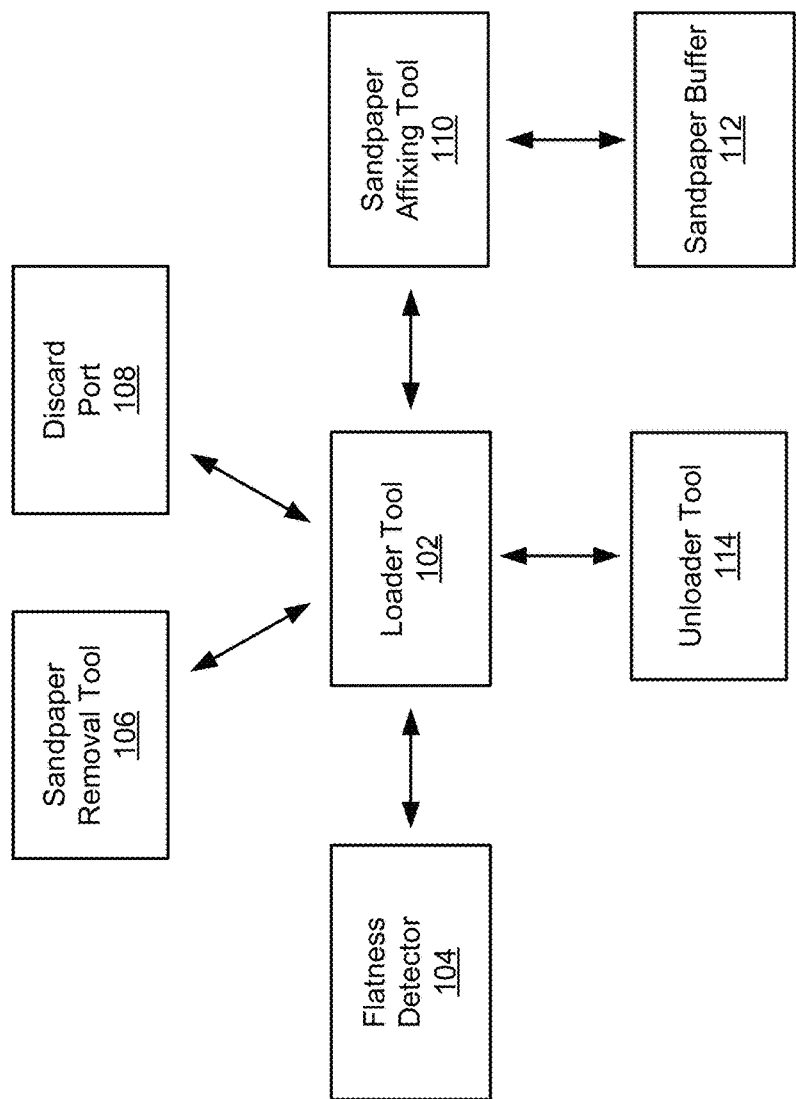 Sandpaper
Removal Tool
106
Discard
Port
108
Flatness
Detector
104
Loader Tool
102
Sandpaper
Affixing Tool
110
Unloader Tool
114
Sandpaper Buffer
112